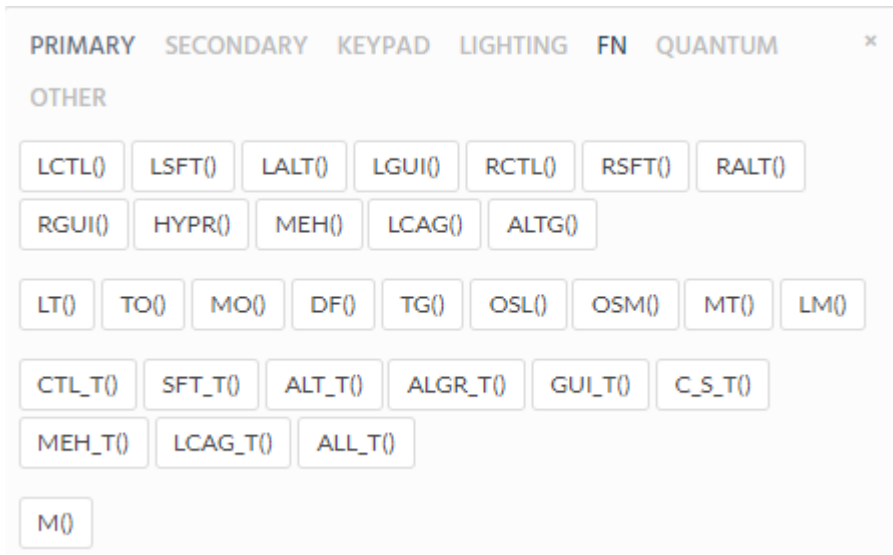 PRIMARY SECONDARY KEYPAD LIGHTING FN QUANTUM ×
OTHER
LCTL() LSFT() LALT() LGUI() RCTL() RSFT() RALT()
RGUI() HYPR() MEH() LCAG() ALTG()
LT() TO() MO() DF() TG() OSL() OSM() MT() LM()
CTL_T() SFT_T() ALT_T() ALGR_T() GUI_T() C_S_T()
MEH_T() LCAG_T() ALL_T()
M()